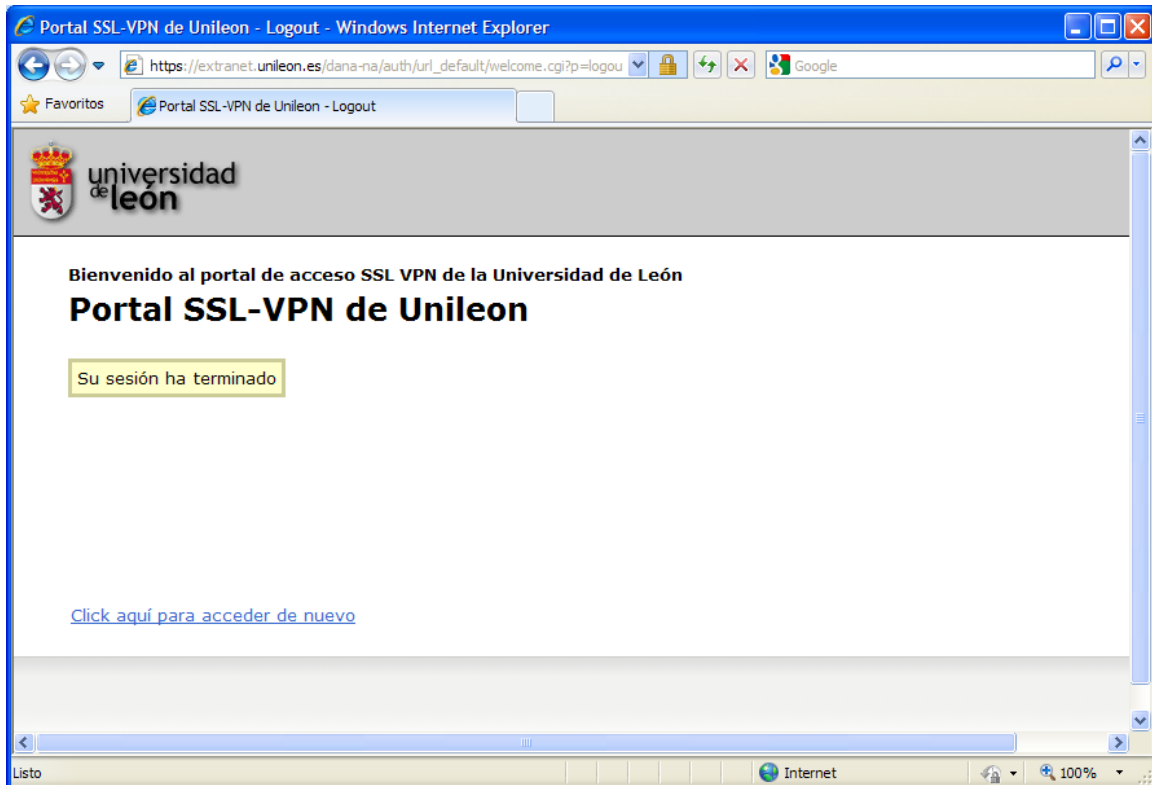 Portal SSL-VPN de Unileon - Logout - Windows Internet Explorer
https://extranet.unileon.es/dana-na/auth/url_default/welcome.cgi?p=logou
Google
Favoritos
Portal SSL-VPN de Unileon - Logout
universidad
de león
Bienvenido al portal de acceso SSL VPN de la Universidad de León
Portal SSL-VPN de Unileon
Su sesión ha terminado
Click aquí para acceder de nuevo
Listo
Internet
100%